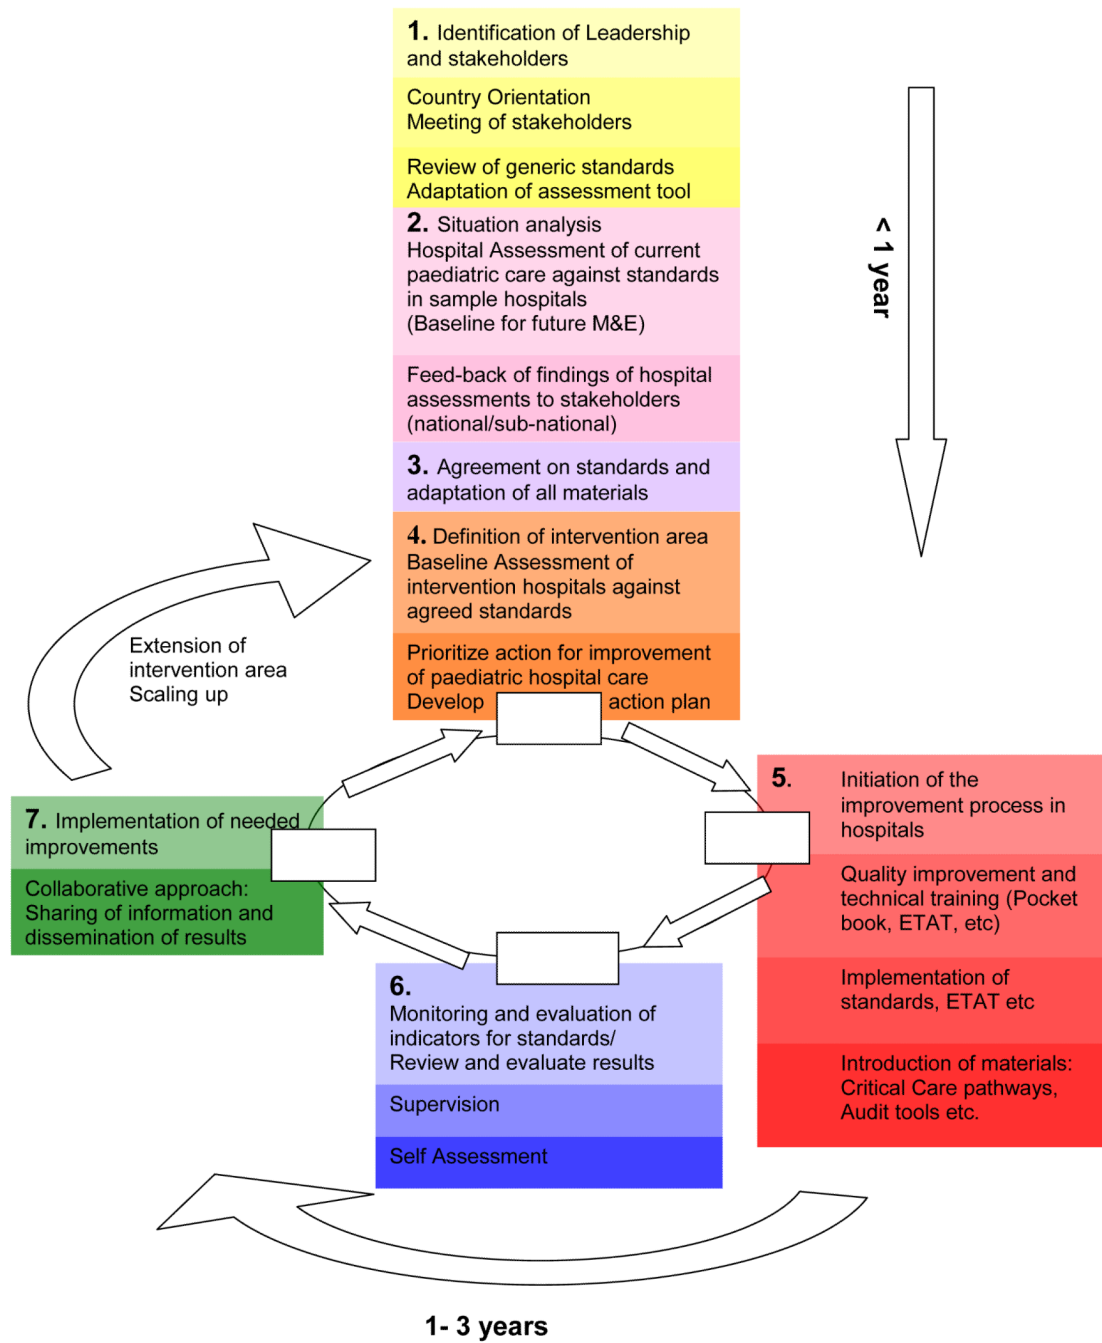 1. Identification of Leadership
and stakeholders
Country Orientation
Meeting of stakeholders
Review of generic standards
Adaptation of assessment tool
2. Situation analysis
Hospital Assessment of current
paediatric care against standards
in sample hospitals
(Baseline for future M&E)
Feed-back of findings of hospital
assessments to stakeholders
(national/sub-national)
3. Agreement on standards and
adaptation of all materials
4. Definition of intervention area
Baseline Assessment of
intervention hospitals against
agreed standards
Prioritize action for improvement
of paediatric hospital care
Develop action plan
< 1 year
Extension of
intervention area
Scaling up
5. Initiation of the
improvement process in
hospitals
Quality improvement and
technical training (Pocket
book, ETAT, etc)
Implementation of
standards, ETAT etc
Introduction of materials:
Critical Care pathways,
Audit tools etc.
6.
Monitoring and evaluation of
indicators for standards/
Review and evaluate results
Supervision
Self Assessment
7. Implementation of needed
improvements
Collaborative approach:
Sharing of information and
dissemination of results
1- 3 years